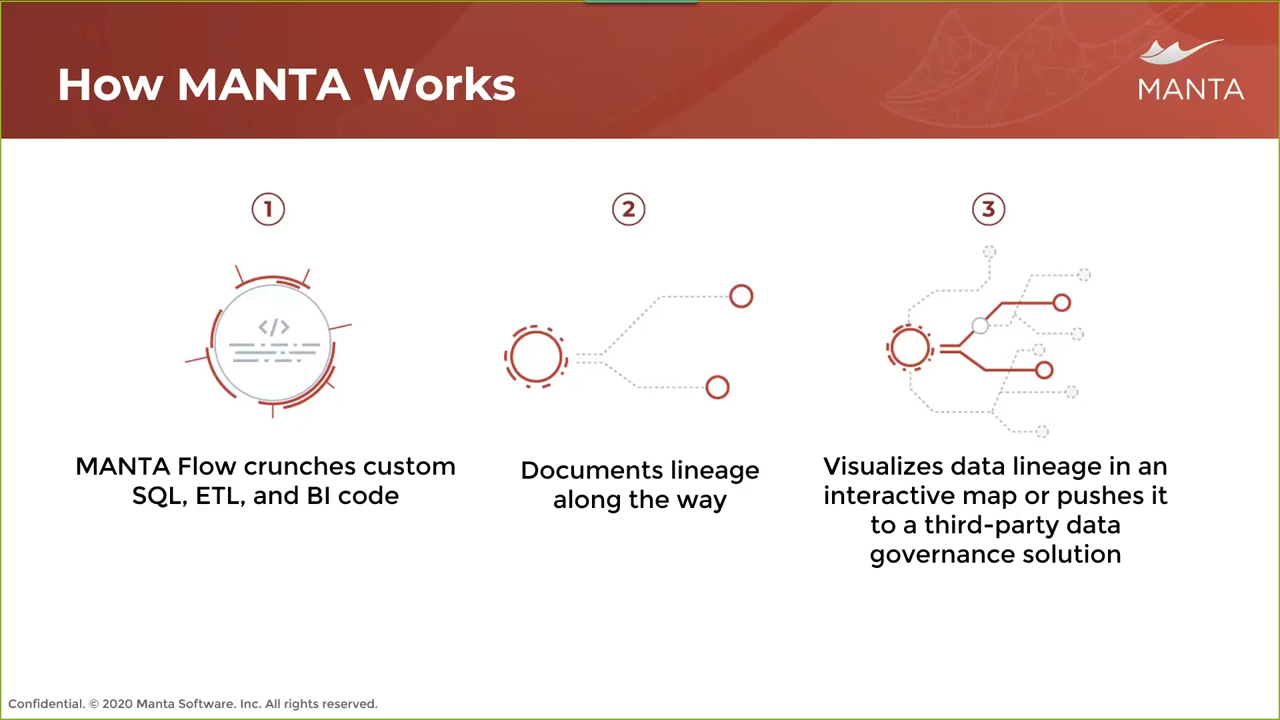 How MANTA Works
MANTA
1
2
3
</>
MANTA Flow crunches custom
SQL, ETL, and BI code
Documents lineage
along the way
Visualizes data lineage in an
interactive map or pushes it
to a third-party data
governance solution
Confidential. © 2020 Manta Software. Inc. All rights reserved.